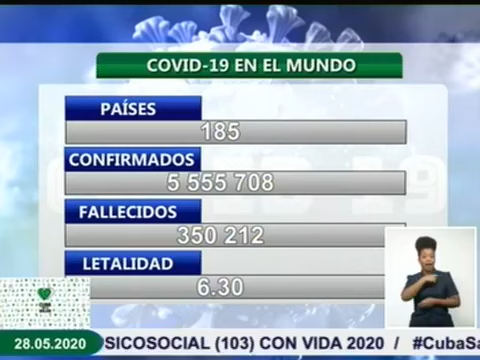 COVID-19 EN EL MUNDO
PAÍSES
185
CONFIRMADOS
5 555 708
FALLECIDOS
350 212
LETALIDAD
6.30
28.05.2020
SICOSOCIAL (103) CON VIDA 2020 / #CubaSa